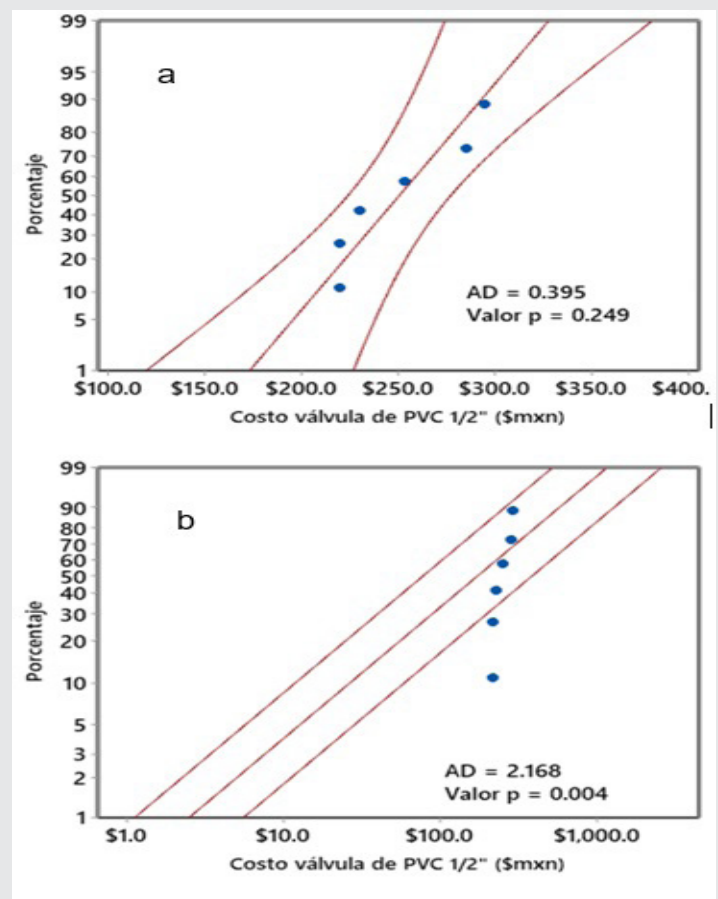 99
95
90
80
70
60
50
40
30
20
10
5
1
Porcentaje
a
AD = 0.395
Valor p = 0.249
$100.0 $150.0 $200.0 $250.0 $300.0 $350.0 $400.
Costo válvula de PVC 1/2" ($mxn)
99
90
80
70
60
50
40
30
20
10
5
3
2
1
Porcentaje
b
AD = 2.168
Valor p = 0.004
$1.0 $10.0 $100.0 $1,000.0
Costo válvula de PVC 1/2" ($mxn)